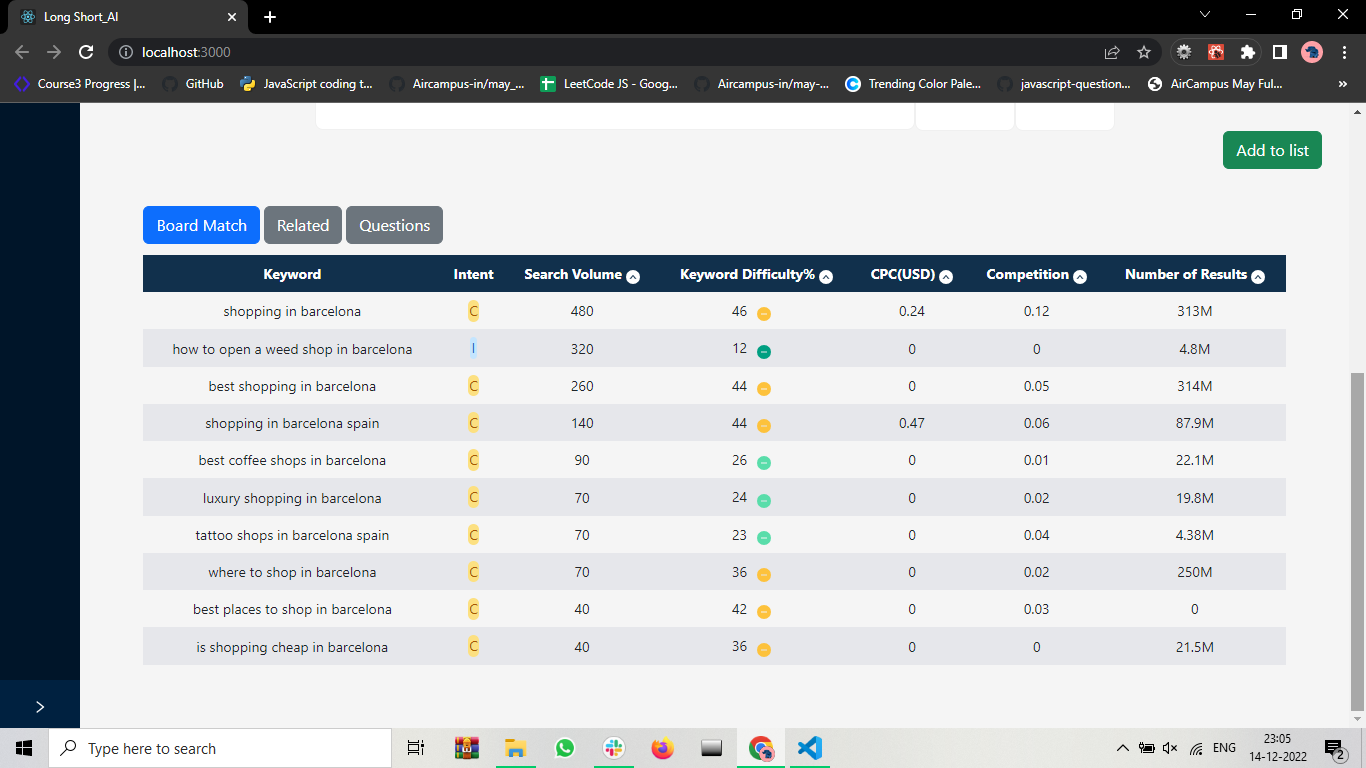 Long Short_AI
localhost:3000
Course3 Progress |... GitHub JavaScript coding t... Aircampus-in/may_... LeetCode JS - Goog... Aircampus-in/may-... Trending Color Pale... javascript-question... AirCampus May Ful... »
Add to list
Board Match Related Questions
Keyword Intent Search Volume Keyword Difficulty% CPC(USD) Competition Number of Results
shopping in barcelona C 480 46 0.24 0.12 313M
how to open a weed shop in barcelona I 320 12 0 0 4.8M
best shopping in barcelona C 260 44 0 0.05 314M
shopping in barcelona spain C 140 44 0.47 0.06 87.9M
best coffee shops in barcelona C 90 26 0 0.01 22.1M
luxury shopping in barcelona C 70 24 0 0.02 19.8M
tattoo shops in barcelona spain C 70 23 0 0.04 4.38M
where to shop in barcelona C 70 36 0 0.02 250M
best places to shop in barcelona C 40 42 0 0.03 0
is shopping cheap in barcelona C 40 36 0 0 21.5M
Type here to search ENG 23:05
14-12-2022 2